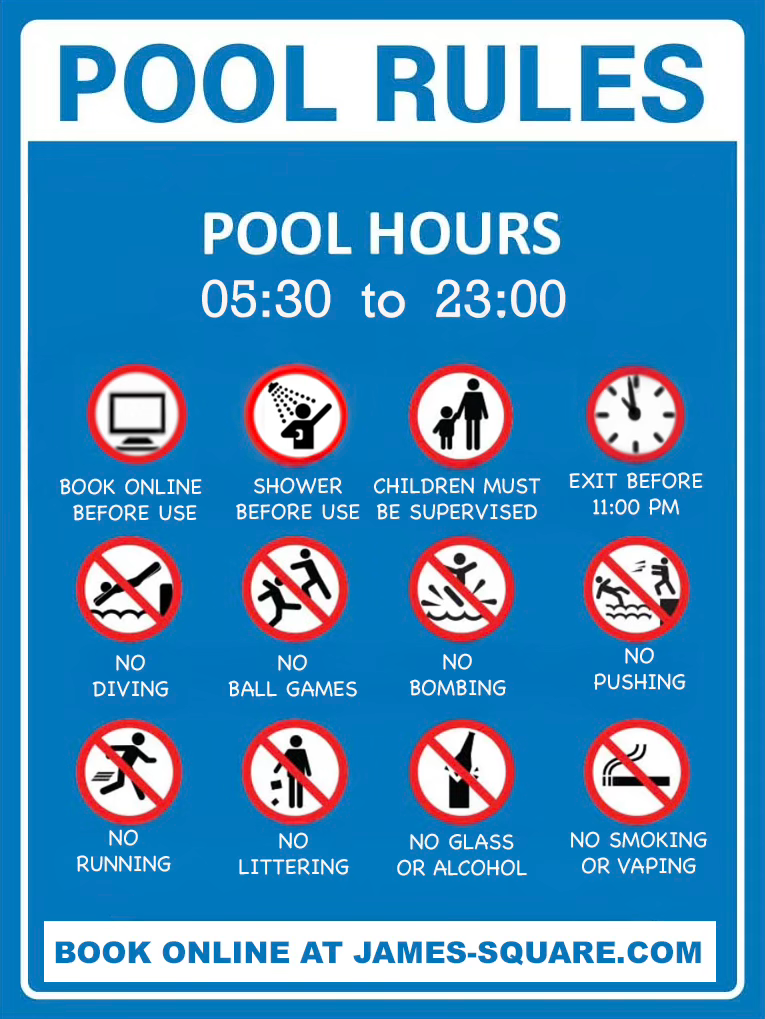 POOL RULES
POOL HOURS
05:30 to 23:00
BOOK ONLINE
BEFORE USE
SHOWER
BEFORE USE
CHILDREN MUST
BE SUPERVISED
EXIT BEFORE
11:00 PM
NO
DIVING
NO
BALL GAMES
NO
BOMBING
NO
PUSHING
NO
RUNNING
NO
LITTERING
NO GLASS
OR ALCOHOL
NO SMOKING
OR VAPING
BOOK ONLINE AT JAMES-SQUARE.COM